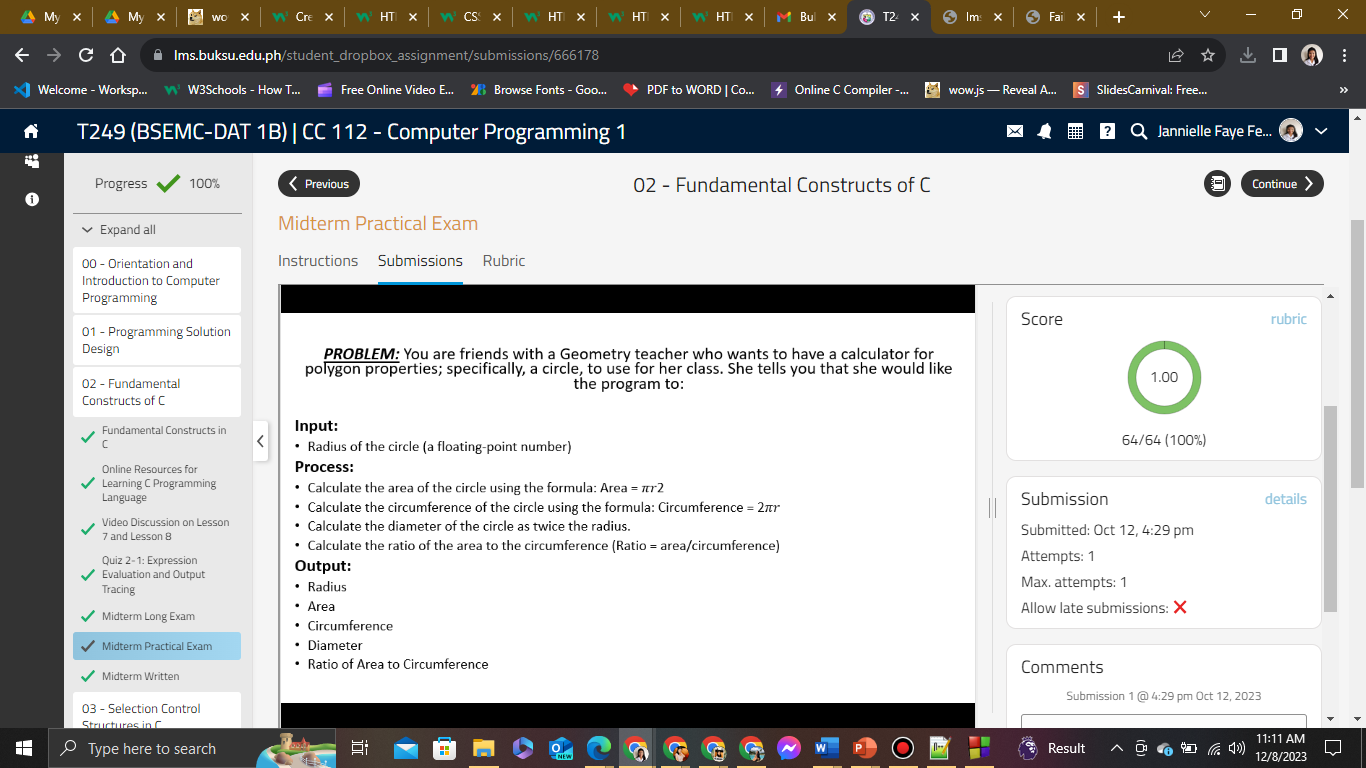 My
My
wo
Cre
HTI
CSS
HTI
HTI
HTI
Bul
T24
Ims
Fail
lms.buksu.edu.ph/student_dropbox_assignment/submissions/666178
Welcome - Worksp...
W3Schools - How T...
Free Online Video E...
Browse Fonts - Goo...
PDF to WORD | Co...
Online C Compiler -...
wow.js — Reveal A...
SlidesCarnival: Free...
T249 (BSEMC-DAT 1B) | CC 112 - Computer Programming 1
Jannielle Faye Fe...
Progress 100%
Expand all
00 - Orientation and
Introduction to Computer
Programming
01 - Programming Solution
Design
02 - Fundamental
Constructs of C
Fundamental Constructs in
C
Online Resources for
Learning C Programming
Language
Video Discussion on Lesson
7 and Lesson 8
Quiz 2-1: Expression
Evaluation and Output
Tracing
Midterm Long Exam
Midterm Practical Exam
Midterm Written
03 - Selection Control
Structures in C
Previous
02 - Fundamental Constructs of C
Continue
Midterm Practical Exam
Instructions
Submissions
Rubric
PROBLEM: You are friends with a Geometry teacher who wants to have a calculator for
polygon properties; specifically, a circle, to use for her class. She tells you that she would like
the program to:
Input:
• Radius of the circle (a floating-point number)
Process:
• Calculate the area of the circle using the formula: Area = 𝜋𝑟2
• Calculate the circumference of the circle using the formula: Circumference = 2𝜋𝑟
• Calculate the diameter of the circle as twice the radius.
• Calculate the ratio of the area to the circumference (Ratio = area/circumference)
Output:
• Radius
• Area
• Circumference
• Diameter
• Ratio of Area to Circumference
Score
rubric
1.00
64/64 (100%)
Submission
details
Submitted: Oct 12, 4:29 pm
Attempts: 1
Max. attempts: 1
Allow late submissions:
Comments
Submission 1 @ 4:29 pm Oct 12, 2023
Type here to search
Result
11:11 AM
12/8/2023